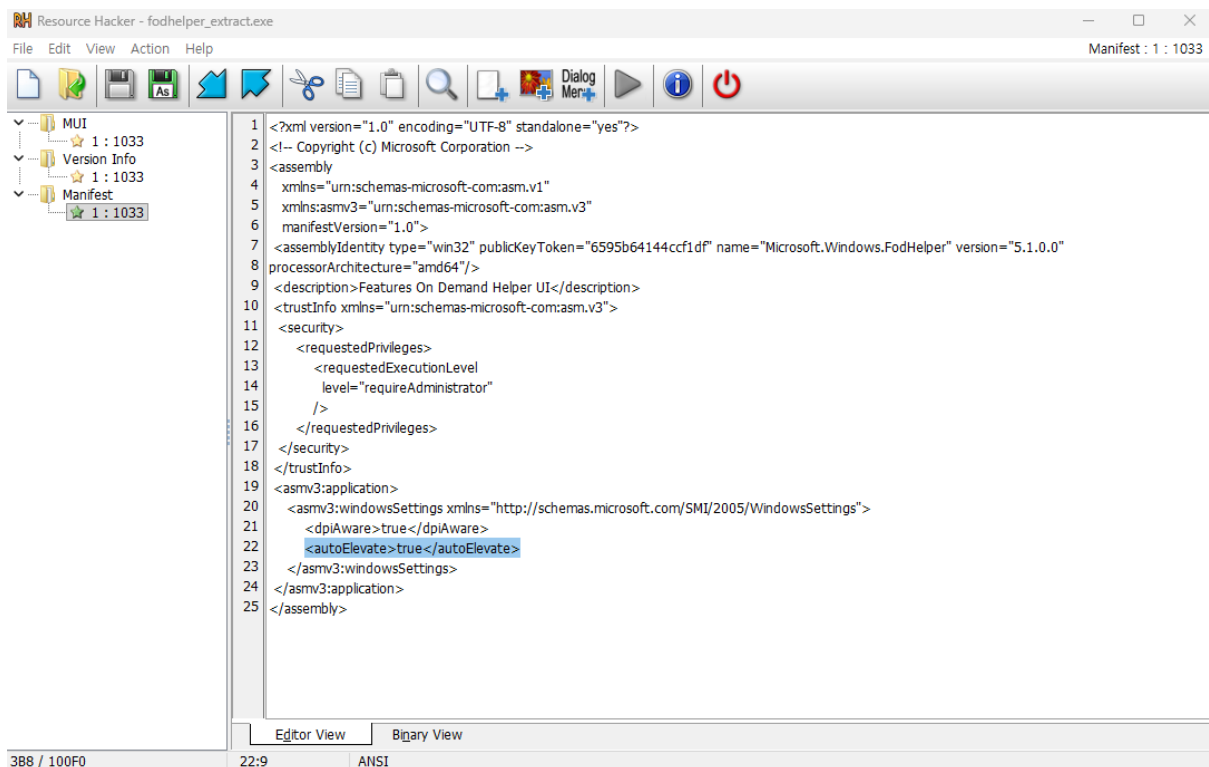 Resource Hacker - fodhelper_extract.exe
File Edit View Action Help
Manifest : 1 : 1033
As
Dialog
Men
MUI
1 : 1033
Version Info
1 : 1033
Manifest
1 : 1033
1 <?xml version="1.0" encoding="UTF-8" standalone="yes"?>
2 <!-- Copyright (c) Microsoft Corporation -->
3 <assembly
4 xmlns="urn:schemas-microsoft-com:asm.v1"
5 xmlns:asmv3="urn:schemas-microsoft-com:asm.v3"
6 manifestVersion="1.0">
7 <assemblyIdentity type="win32" publicKeyToken="6595b64144ccf1df" name="Microsoft.Windows.FodHelper" version="5.1.0.0"
8 processorArchitecture="amd64"/>
9 <description>Features On Demand Helper UI</description>
10 <trustInfo xmlns="urn:schemas-microsoft-com:asm.v3">
11 <security>
12 <requestedPrivileges>
13 <requestedExecutionLevel
14 level="requireAdministrator"
15 />
16 </requestedPrivileges>
17 </security>
18 </trustInfo>
19 <asmv3:application>
20 <asmv3:windowsSettings xmlns="http://schemas.microsoft.com/SMI/2005/WindowsSettings">
21 <dpiAware>true</dpiAware>
22 <autoElevate>true</autoElevate>
23 </asmv3:windowsSettings>
24 </asmv3:application>
25 </assembly>
Editor View Binary View
3B8 / 100F0 22:9 ANSI